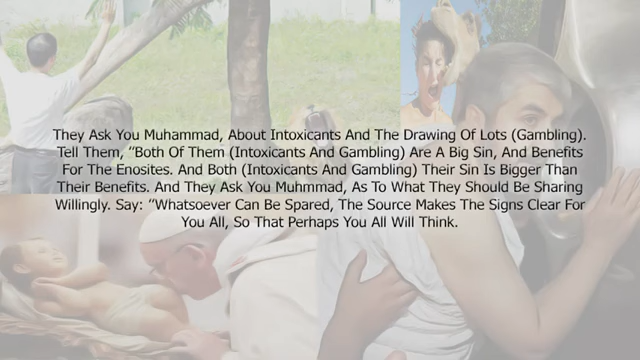 They Ask You Muhammad, About Intoxicants And The Drawing Of Lots (Gambling).
Tell Them, “Both Of Them (Intoxicants And Gambling) Are A Big Sin, And Benefits
For The Enosites. And Both (Intoxicants And Gambling) Their Sin Is Bigger Than
Their Benefits. And They Ask You Muhmmad, As To What They Should Be Sharing
Willingly. Say: “Whatsoever Can Be Spared, The Source Makes The Signs Clear For
You All, So That Perhaps You All Will Think.